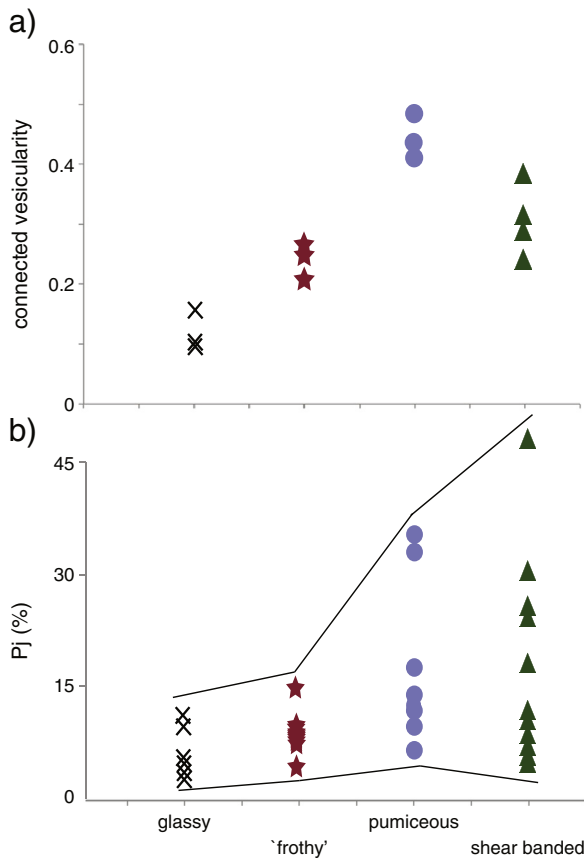 a)
0.6
0.4
0.2
0
connected vesicularity
b)
45
30
15
0
Pj (%)
glassy
`frothy'
pumiceous
shear banded